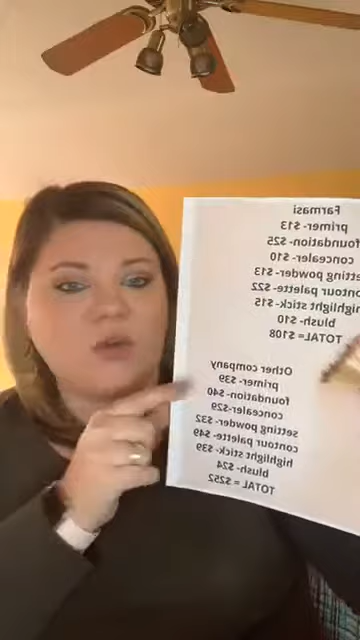 Farmasi
primer- $13
foundation- $25
concealer- $10
setting powder- $13
contour palette- $22
highlight stick- $15
blush- $10
TOTAL= $108
Other company
primer- $39
foundation- $40
concealer-$29
setting powder- $32
contour palette- $49
highlight stick- $39
blush- $24
TOTAL = $252